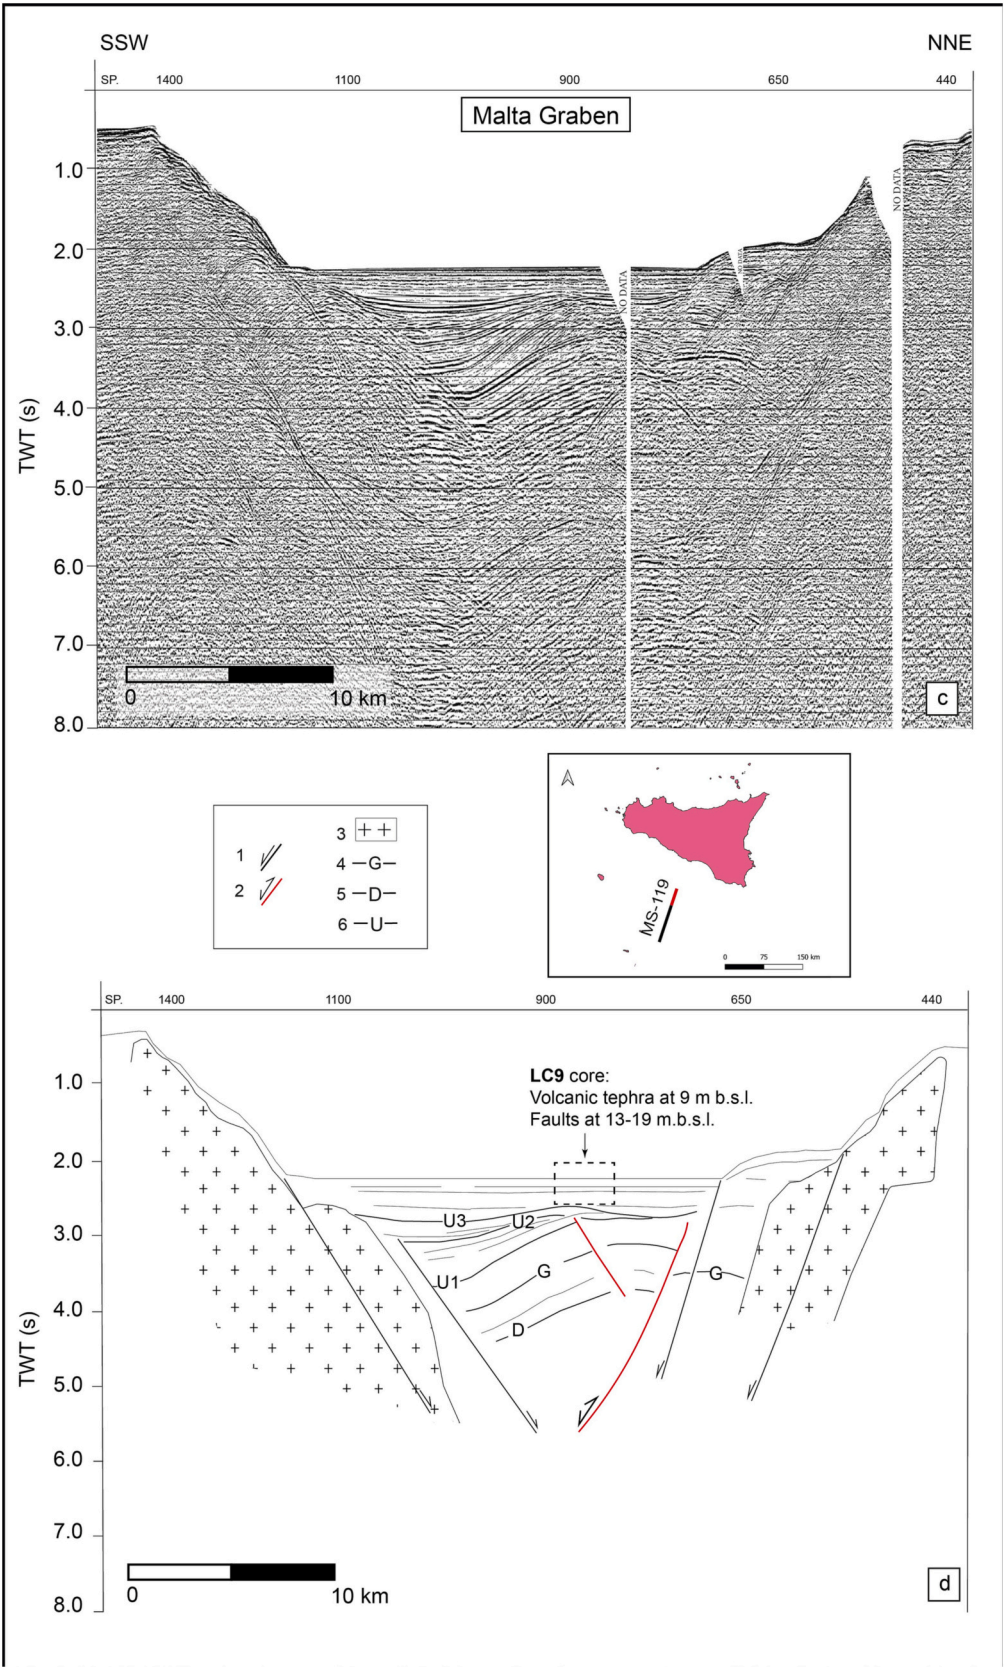 SSW NNE
SP. 1400 1100 900 650 440
Malta Graben
1.0
2.0
3.0
4.0
5.0
6.0
7.0
8.0
TWT (s)
NO DATA
NO DATA
0 10 km
c
1
2
3 + +
4 —G—
5 —D—
6 —U—
MS-119
0 75 150 km
SP. 1400 1100 900 650 440
LC9 core:
Volcanic tephra at 9 m b.s.l.
Faults at 13-19 m.b.s.l.
1.0
2.0
3.0
4.0
5.0
6.0
7.0
8.0
TWT (s)
U3 U2
U1 G G
D
0 10 km
d